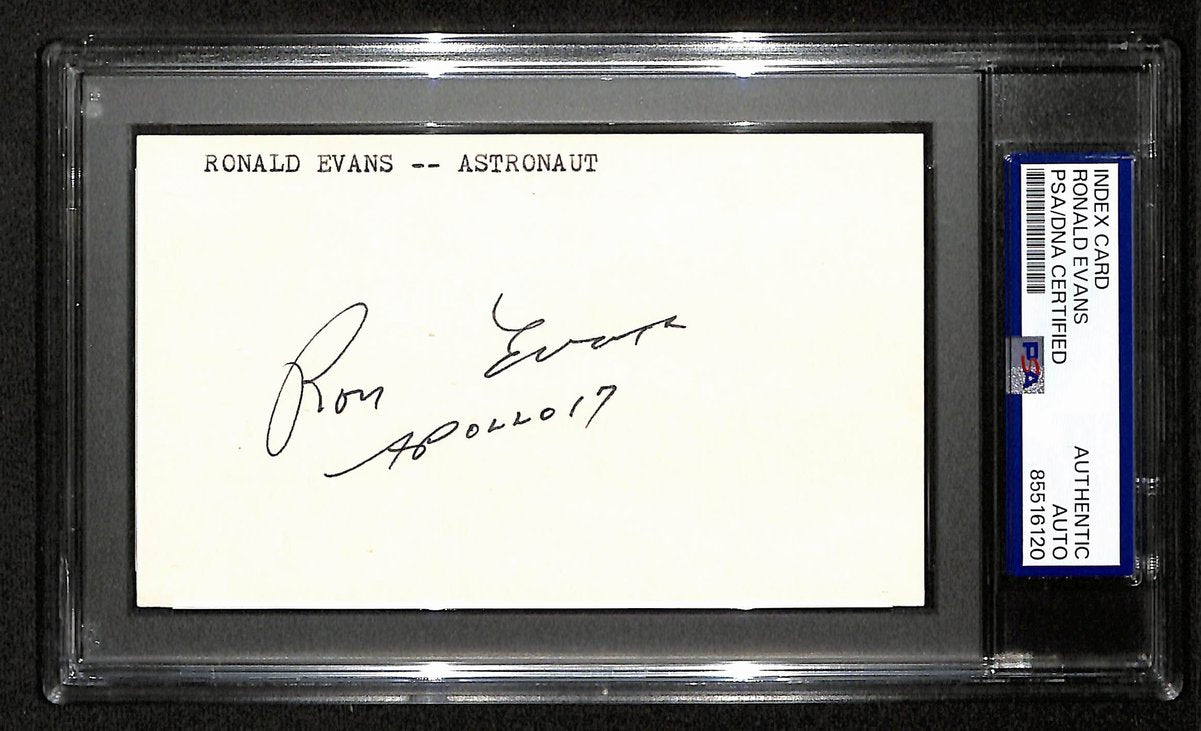 RONALD EVANS -- ASTRONAUT
Ron Evans
APOLLO 17
INDEX CARD
RONALD EVANS
PSA/DNA CERTIFIED
PSA
AUTHENTIC
AUTO
85516120